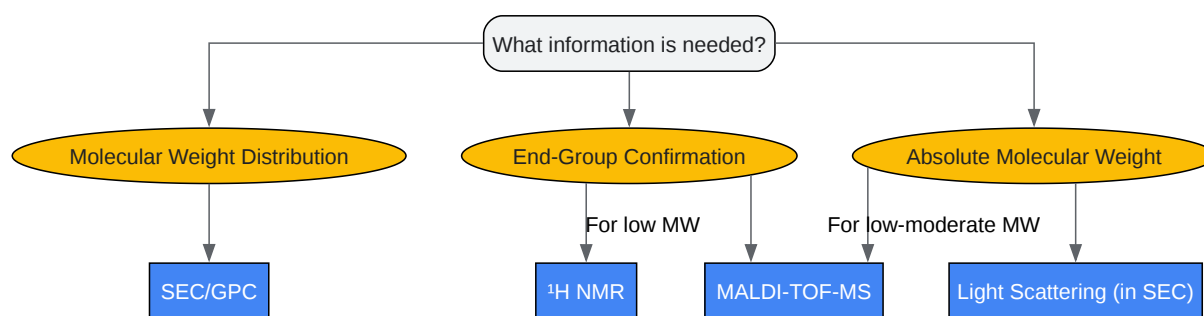 What information is needed?
Molecular Weight Distribution
End-Group Confirmation
Absolute Molecular Weight
For low MW
For low-moderate MW
SEC/GPC
¹H NMR
MALDI-TOF-MS
Light Scattering (in SEC)